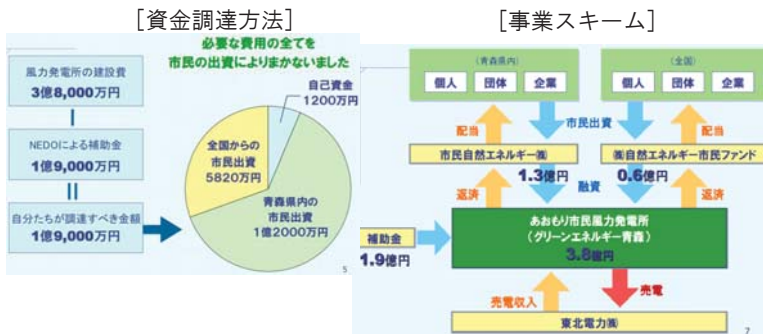 [資金調達方法]
必要な費用の全てを
市民の出資によりまかないました
風力発電所の建設費
3億8,000万円
NEDOによる補助金
1億9,000万円
自分たちが調達すべき金額
1億9,000万円
自己資金
1200万円
全国からの
市民出資
5820万円
青森県内の
市民出資
1億2000万円
5
[事業スキーム]
(青森県内)
個人 団体 企業
(全国)
個人 団体 企業
配当
市民出資
配当
市民自然エネルギー㈱
㈱自然エネルギー市民ファンド
1.3億円
0.6億円
返済
融資
返済
あおもり市民風力発電所
(グリーンエネルギー青森)
3.8億円
補助金
1.9億円
売電収入
売電
東北電力㈱
7